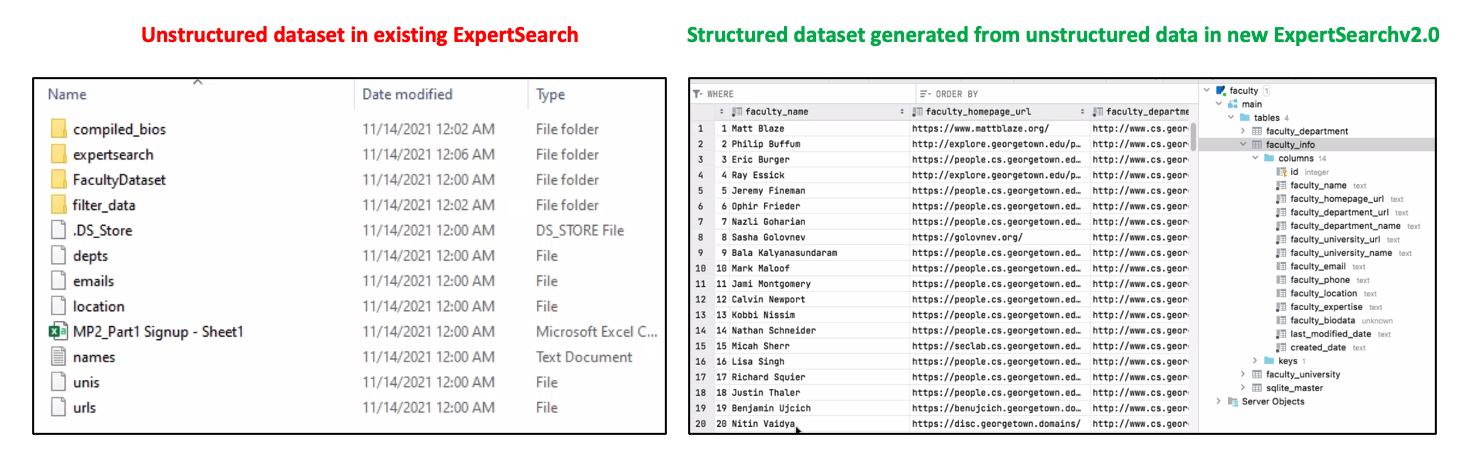 Unstructured dataset in existing ExpertSearch
Structured dataset generated from unstructured data in new ExpertSearchv2.0
Name Date modified Type
compiled_bios 11/14/2021 12:02 AM File folder
expertsearch 11/14/2021 12:06 AM File folder
FacultyDataset 11/14/2021 12:00 AM File folder
filter_data 11/14/2021 12:02 AM File folder
.DS_Store 11/14/2021 12:00 AM DS_STORE File
depts 11/14/2021 12:00 AM File
emails 11/14/2021 12:00 AM File
location 11/14/2021 12:00 AM File
MP2_Part1 Signup - Sheet1 11/14/2021 12:00 AM Microsoft Excel C...
names 11/14/2021 12:00 AM Text Document
unis 11/14/2021 12:00 AM File
urls 11/14/2021 12:00 AM File
WHERE ORDER BY
faculty_name faculty_homepage_url faculty_departme
1 1 Matt Blaze https://www.mattblaze.org/ http://www.cs.geor
2 2 Philip Buffum http://explore.georgetown.edu/p... http://www.cs.geor
3 3 Eric Burger https://people.cs.georgetown.ed... http://www.cs.geor
4 4 Ray Essick http://explore.georgetown.edu/p... http://www.cs.geor
5 5 Jeremy Fineman https://people.cs.georgetown.ed... http://www.cs.geor
6 6 Ophir Frieder https://people.cs.georgetown.ed... http://www.cs.geor
7 7 Nazli Goharian https://people.cs.georgetown.ed... http://www.cs.geor
8 8 Sasha Golovnev https://golovnev.org/ http://www.cs.geor
9 9 Bala Kalyanasundaram https://people.cs.georgetown.ed... http://www.cs.geor
10 10 Mark Maloof https://people.cs.georgetown.ed... http://www.cs.geor
11 11 Jami Montgomery https://people.cs.georgetown.ed... http://www.cs.geor
12 12 Calvin Newport https://people.cs.georgetown.ed... http://www.cs.geor
13 13 Kobbi Nissim https://people.cs.georgetown.ed... http://www.cs.geor
14 14 Nathan Schneider https://people.cs.georgetown.ed... http://www.cs.geor
15 15 Micah Sherr https://seclab.cs.georgetown.ed... http://www.cs.geor
16 16 Lisa Singh https://people.cs.georgetown.ed... http://www.cs.geor
17 17 Richard Squier https://people.cs.georgetown.ed... http://www.cs.geor
18 18 Justin Thaler https://people.cs.georgetown.ed... http://www.cs.geor
19 19 Benjamin Ujcich https://benujcich.georgetown.do... http://www.cs.geor
20 20 Nitin Vaidya https://disc.georgetown.domains/ http://www.cs.geor
faculty 1
main
tables 4
faculty_department
faculty_info
columns 14
id integer
faculty_name text
faculty_homepage_url text
faculty_department_url text
faculty_department_name text
faculty_university_url text
faculty_university_name text
faculty_email text
faculty_phone text
faculty_location text
faculty_expertise text
faculty_biodata unknown
last_modified_date text
created_date text
keys 1
faculty_university
sqlite_master
Server Objects